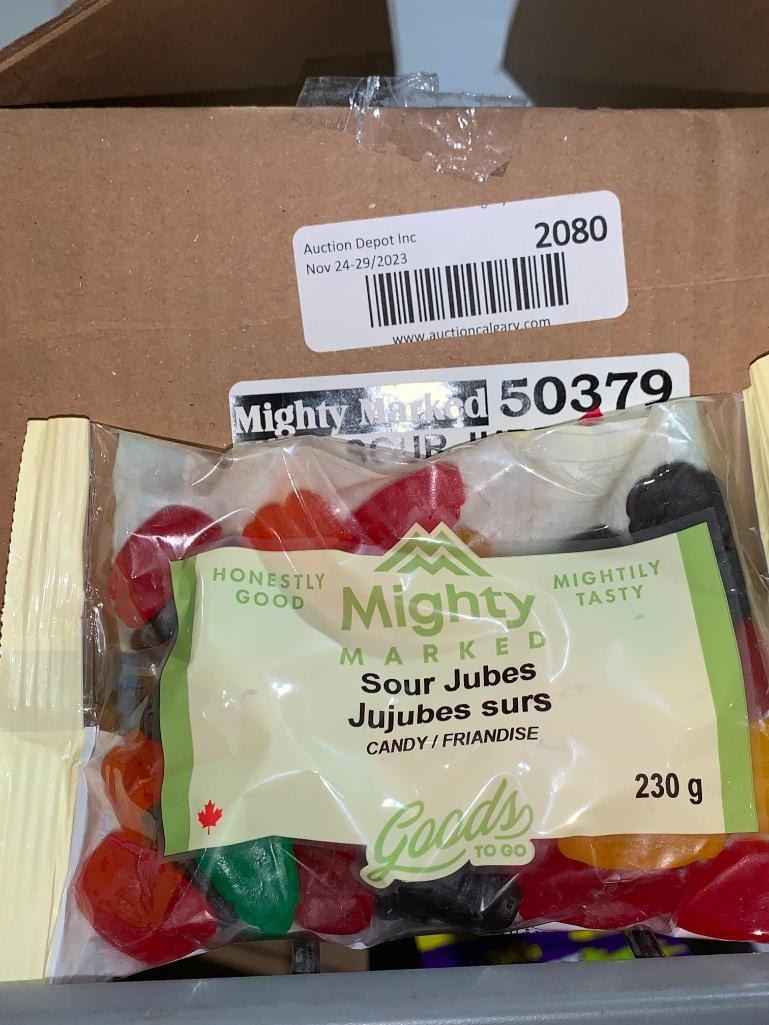 Auction Depot Inc
2080
Nov 24-29/2023
www.auctioncalgary.com
Mighty Marked 50379
SOUR
HONESTLY
GOOD
MIGHTILY
TASTY
Mighty
MARKED
Sour Jubes
Jujubes surs
CANDY / FRIANDISE
230 g
Goods
TO GO